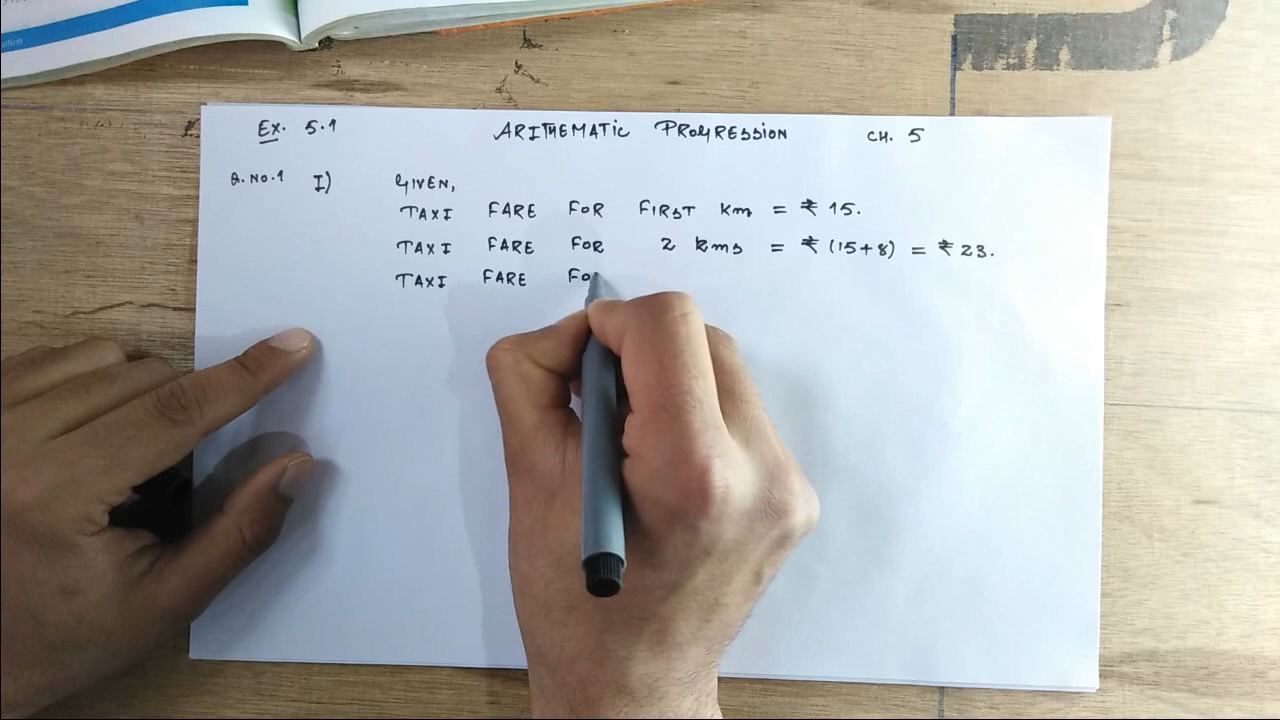 Ex. 5.1 ARITHEMATIC PROGRESSION CH. 5
Q. NO. 1 I) GIVEN,
TAXI FARE FOR FIRST km = ₹ 15.
TAXI FARE FOR 2 kms = ₹ (15+8) = ₹ 23.
TAXI FARE FO